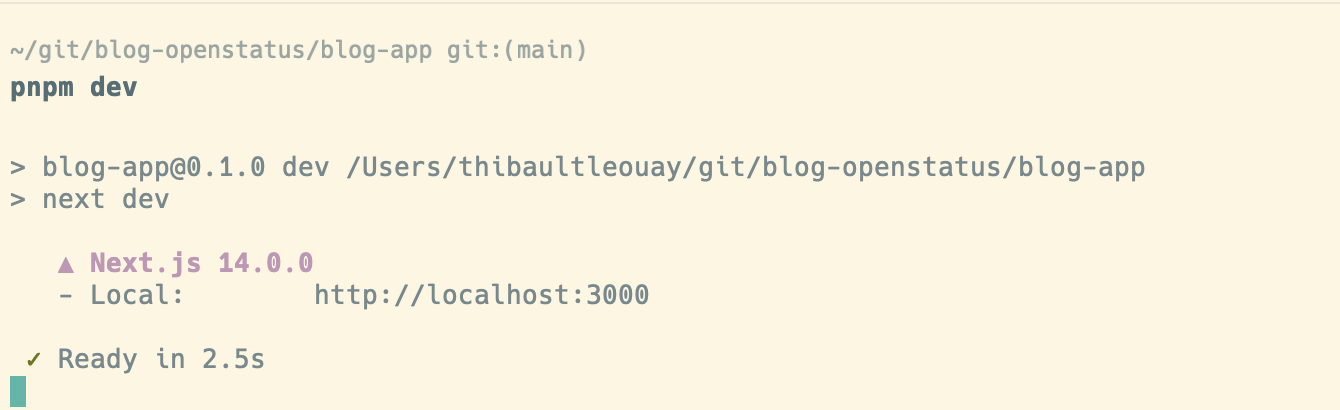 ~/git/blog-openstatus/blog-app git:(main)
pnpm dev
> blog-app@0.1.0 dev /Users/thibaultleouay/git/blog-openstatus/blog-app
> next dev
▲ Next.js 14.0.0
- Local: http://localhost:3000
✓ Ready in 2.5s